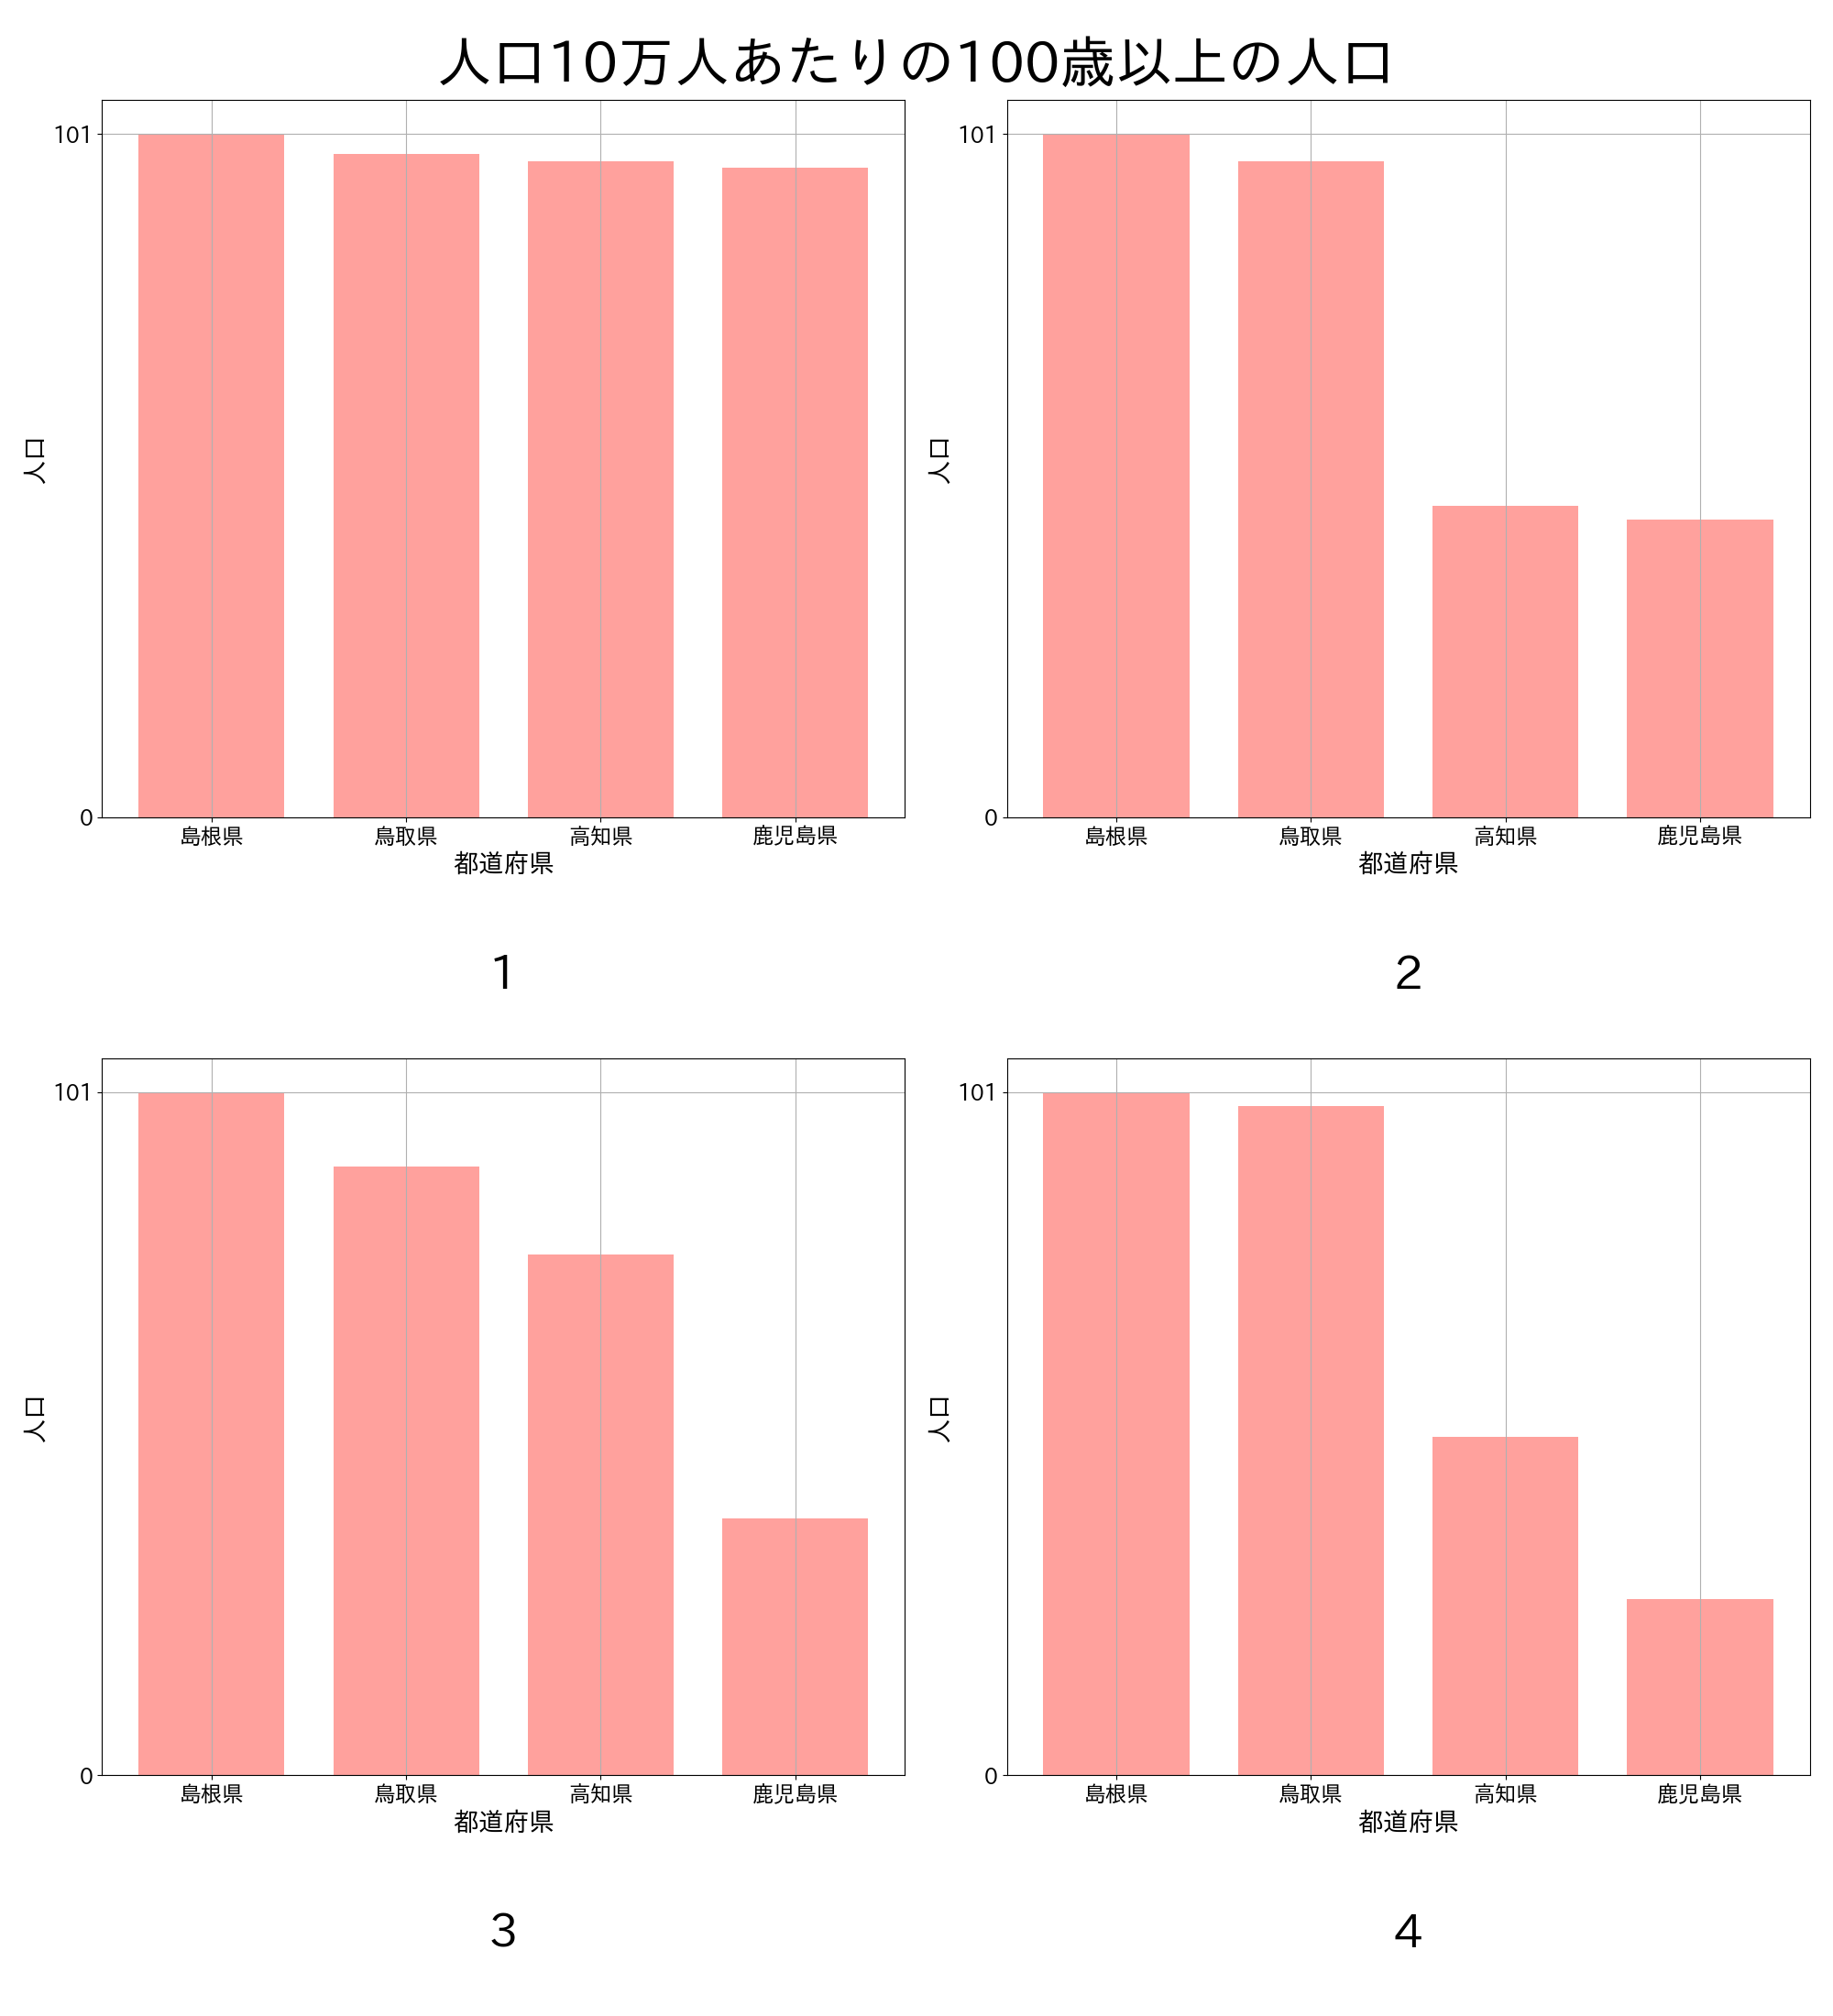 人口10万人あたりの100歳以上の人口
101
0
人口
島根県 鳥取県 高知県 鹿児島県
都道府県
1
101
0
人口
島根県 鳥取県 高知県 鹿児島県
都道府県
2
101
0
人口
島根県 鳥取県 高知県 鹿児島県
都道府県
3
101
0
人口
島根県 鳥取県 高知県 鹿児島県
都道府県
4